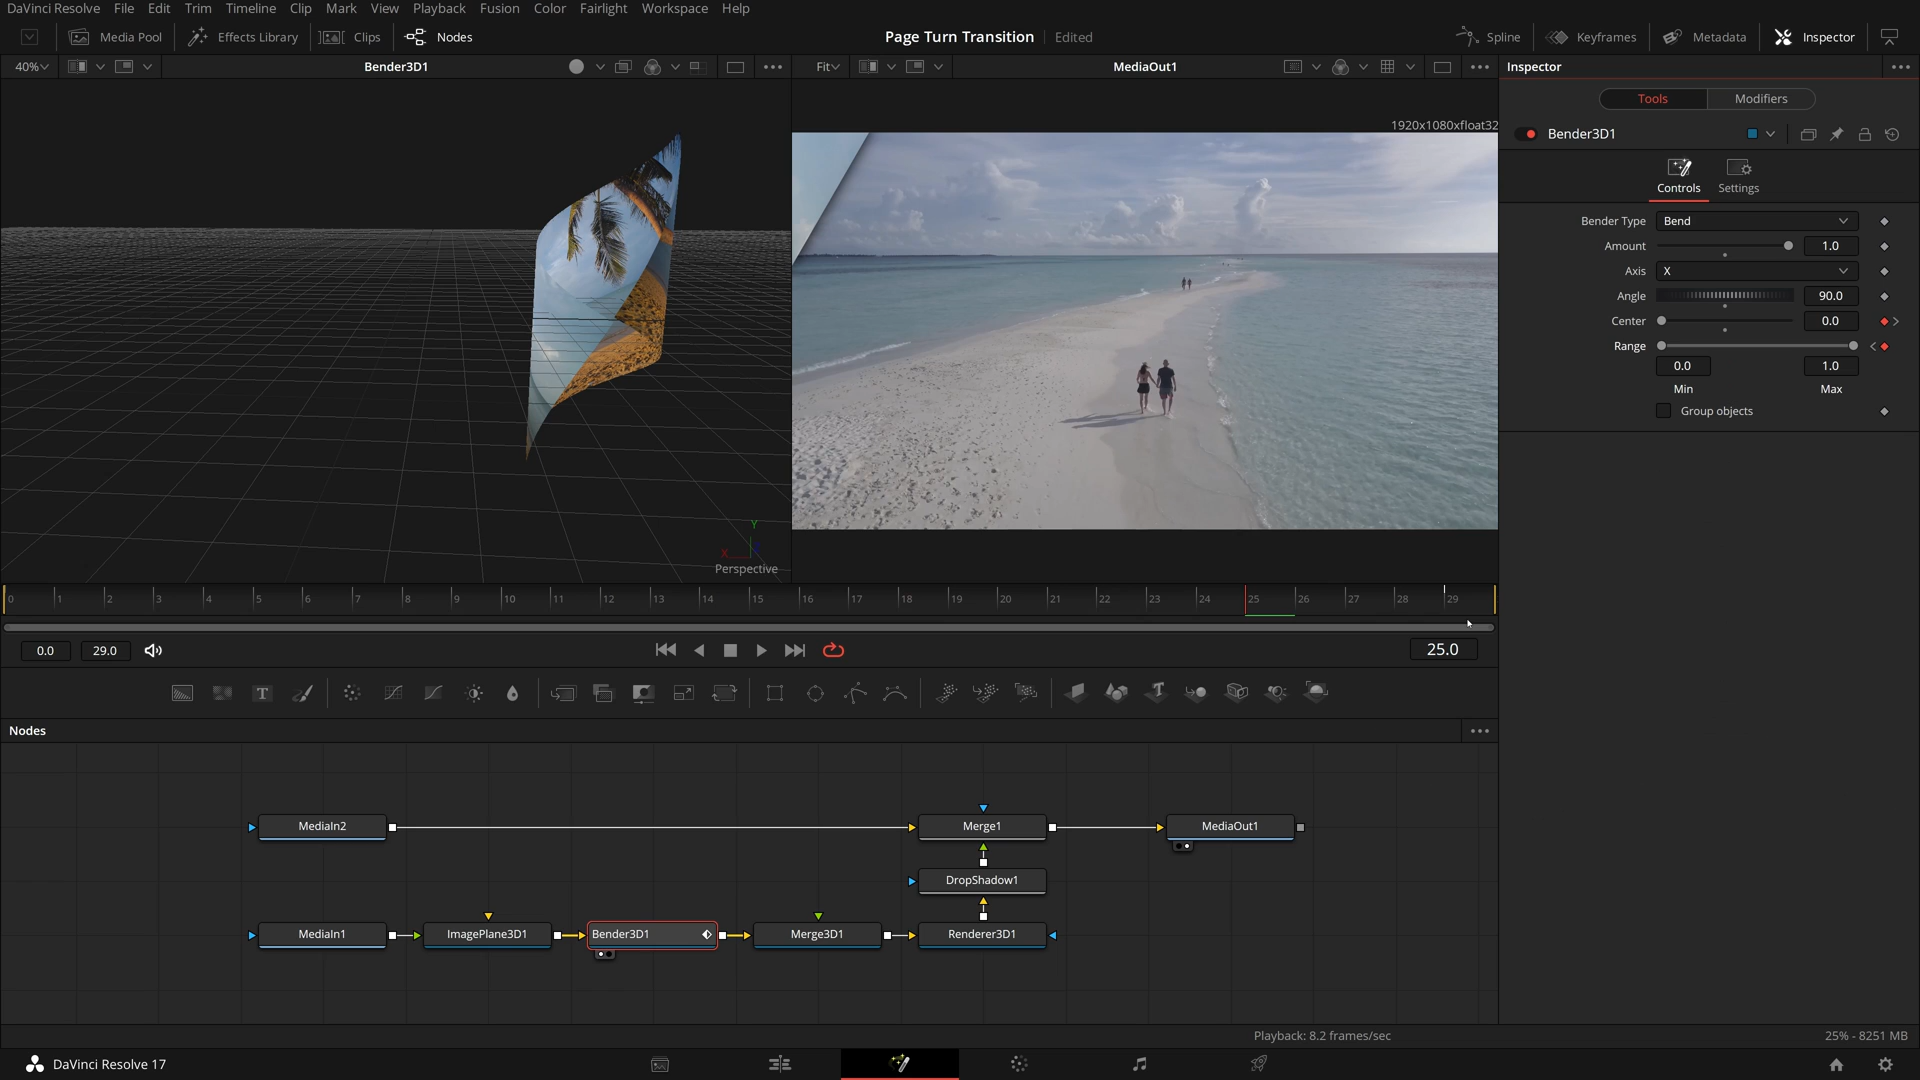 DaVinci Resolve File Edit Trim Timeline Clip Mark View Playback Fusion Color Fairlight Workspace Help
Media Pool Effects Library Clips Nodes Page Turn Transition Edited Spline Keyframes Metadata Inspector
40% Bender3D1 Fit MediaOut1 Inspector
Tools Modifiers
1920x1080xfloat32
Bender3D1
Controls Settings
Bender Type Bend
Amount 1.0
Axis X
Angle 90.0
Center 0.0
Range
0.0 1.0
Min Max
Group objects
Y
X
Perspective
0 1 2 3 4 5 6 7 8 9 10 11 12 13 14 15 16 17 18 19 20 21 22 23 24 25 26 27 28 29
0.0 29.0 25.0
T T
Nodes
MediaIn2 Merge1 MediaOut1
DropShadow1
MediaIn1 ImagePlane3D1 Bender3D1 Merge3D1 Renderer3D1
Playback: 8.2 frames/sec 25% - 8251 MB
DaVinci Resolve 17